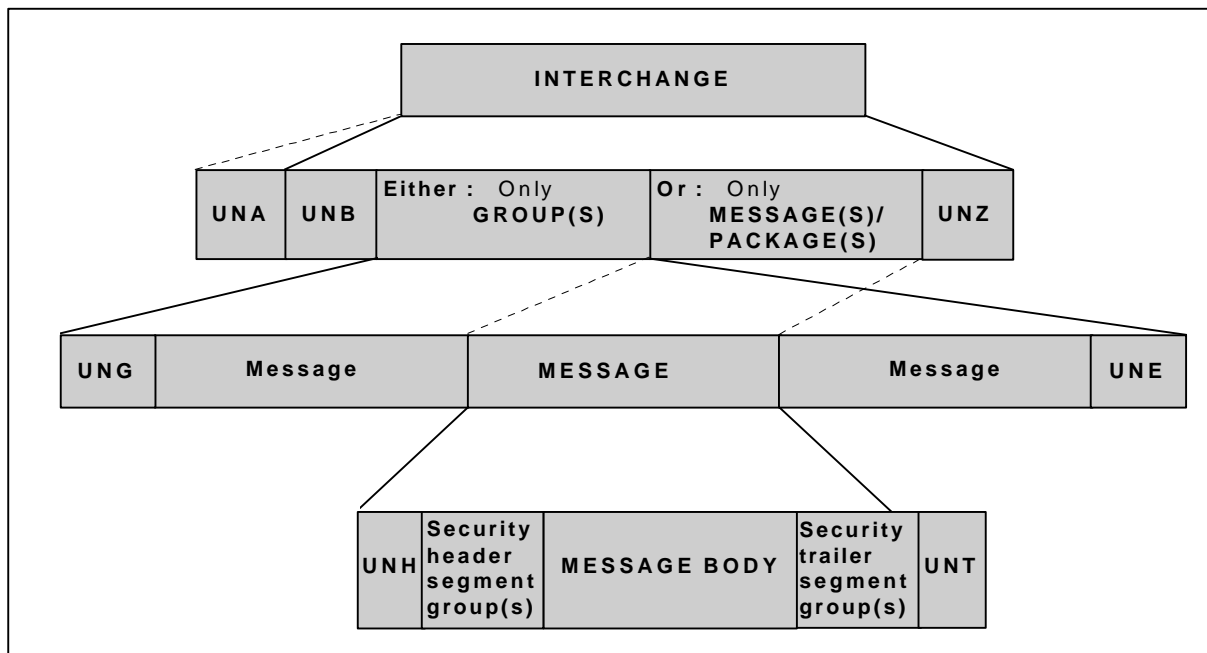 INTERCHANGE
UNA
UNB
Either : Only
GROUP(S)
Or : Only
MESSAGE(S)/
PACKAGE(S)
UNZ
UNG
Message
MESSAGE
Message
UNE
UNH
Security
header
segment
group(s)
MESSAGE BODY
Security
trailer
segment
group(s)
UNT